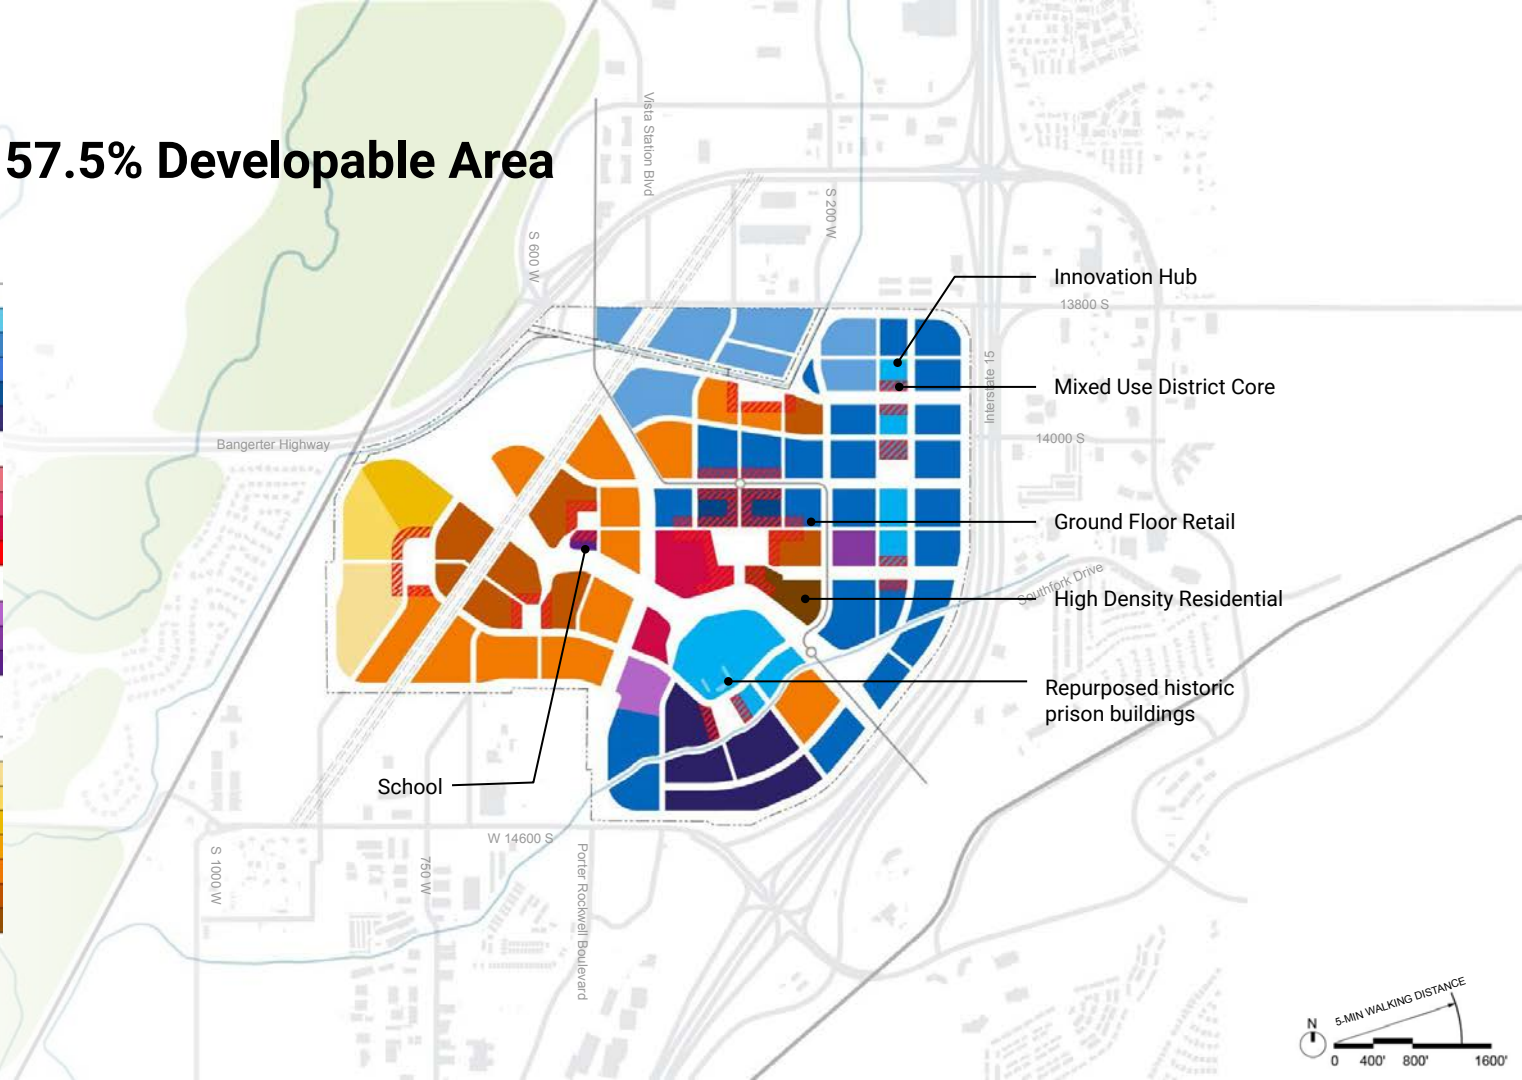 57.5% Developable Area
Vista Station Blvd
S 200 W
S 600 W
Innovation Hub
13800 S
Interstate 15
Mixed Use District Core
14000 S
Bangerter Highway
Ground Floor Retail
Southfork Drive
High Density Residential
Repurposed historic
prison buildings
School
W 14600 S
S 1000 W
750 W
Porter Rockwell Boulevard
5-MIN WALKING DISTANCE
N
0 400' 800' 1600'